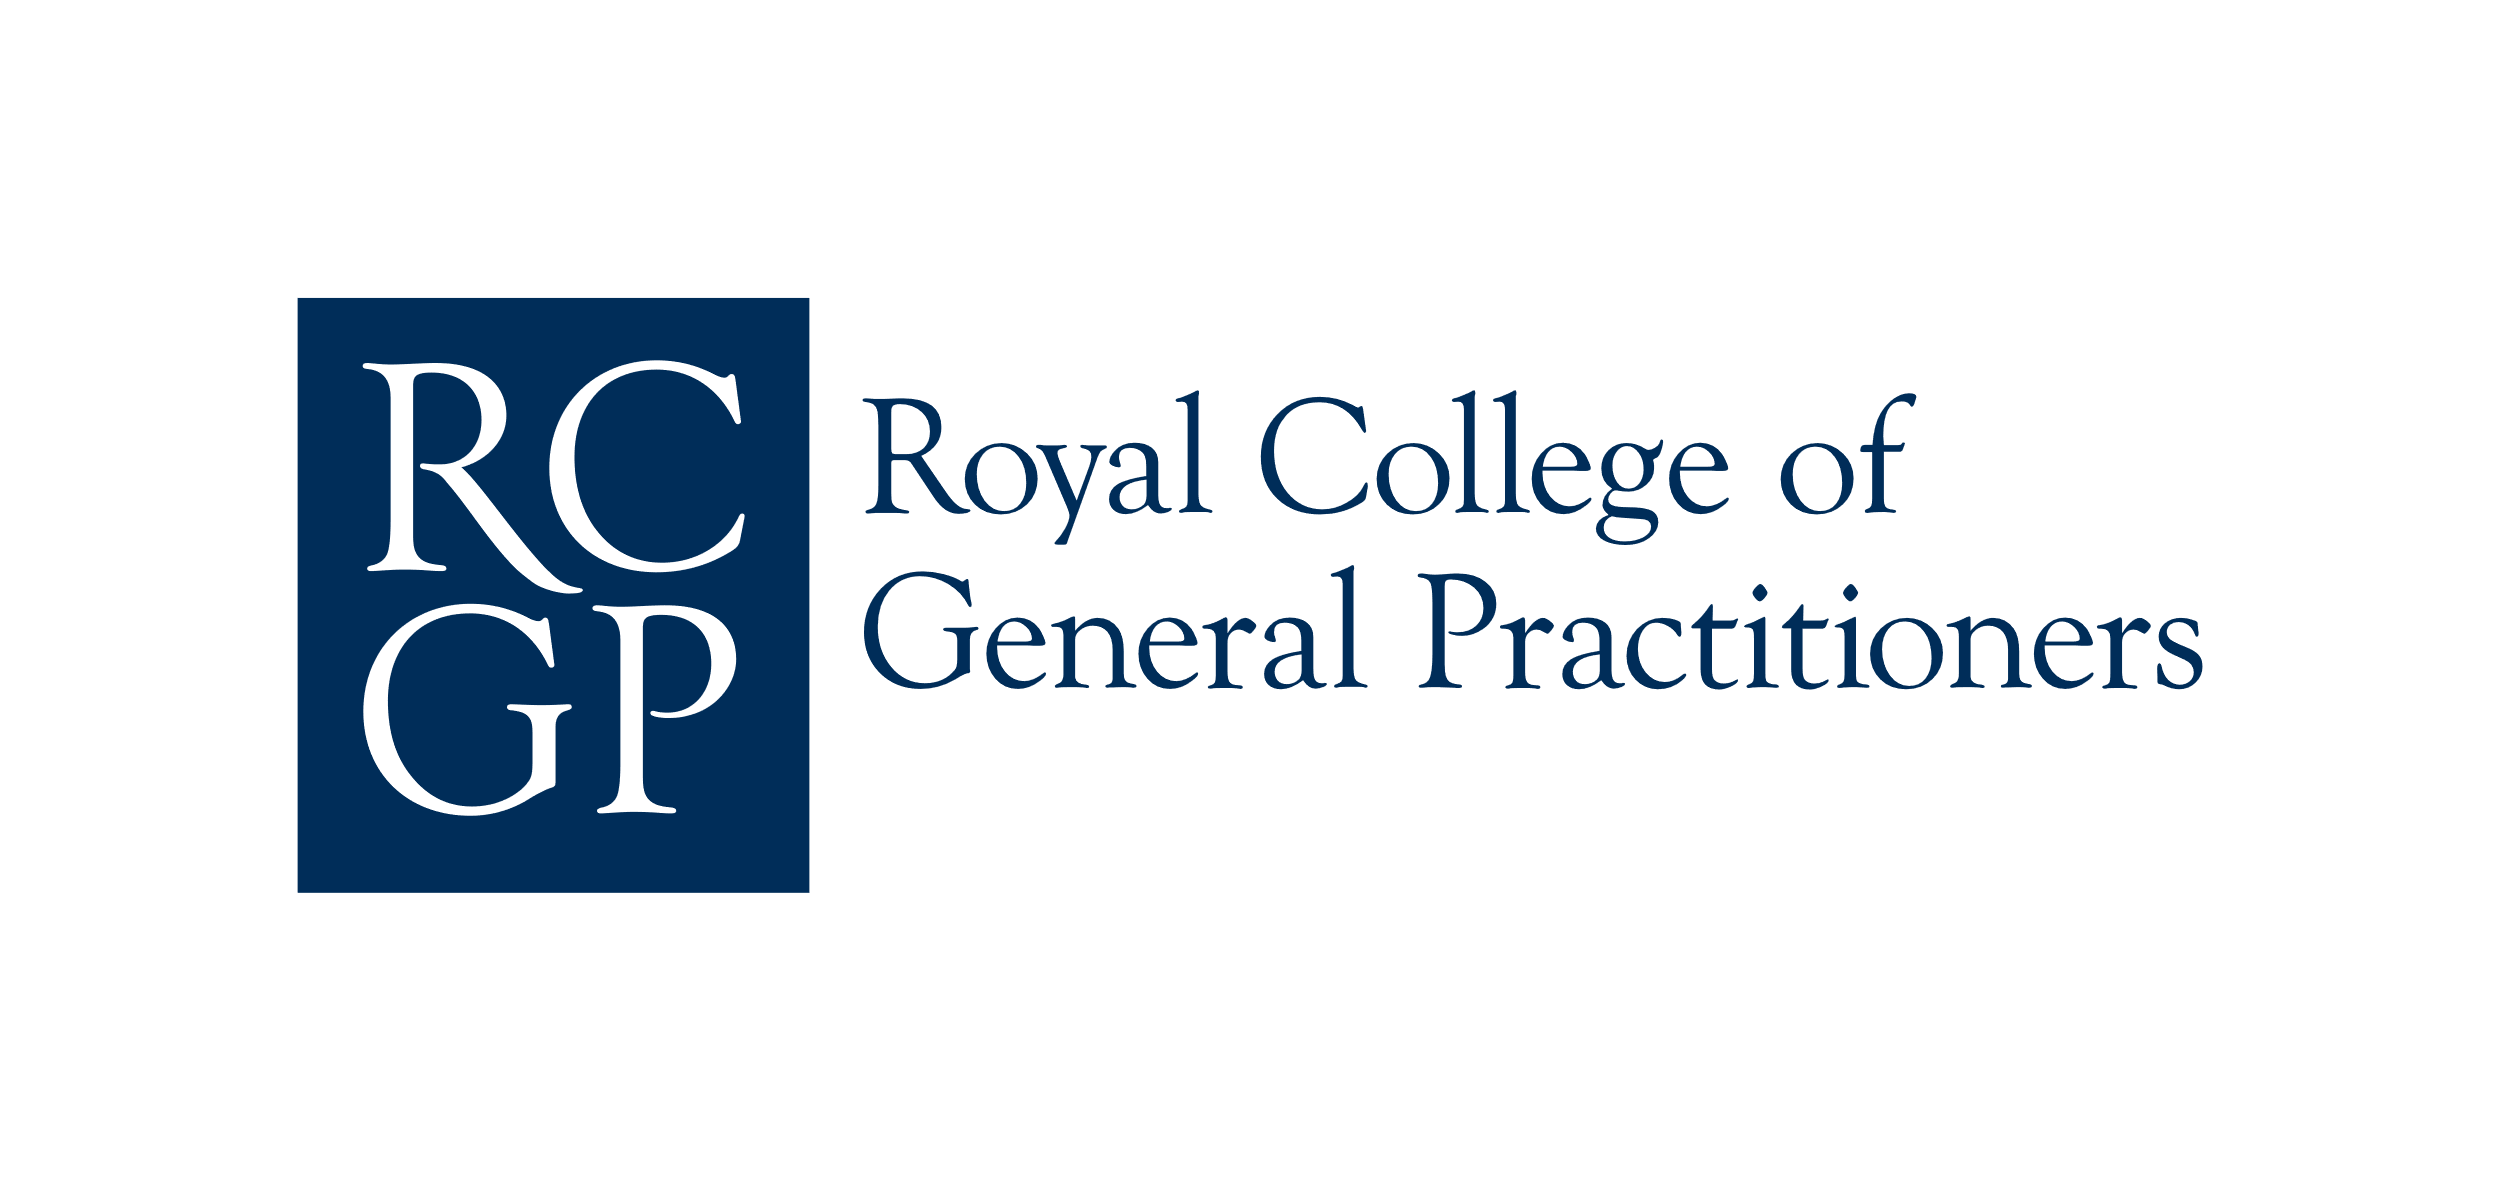 RC
GP
Royal College of
General Practitioners